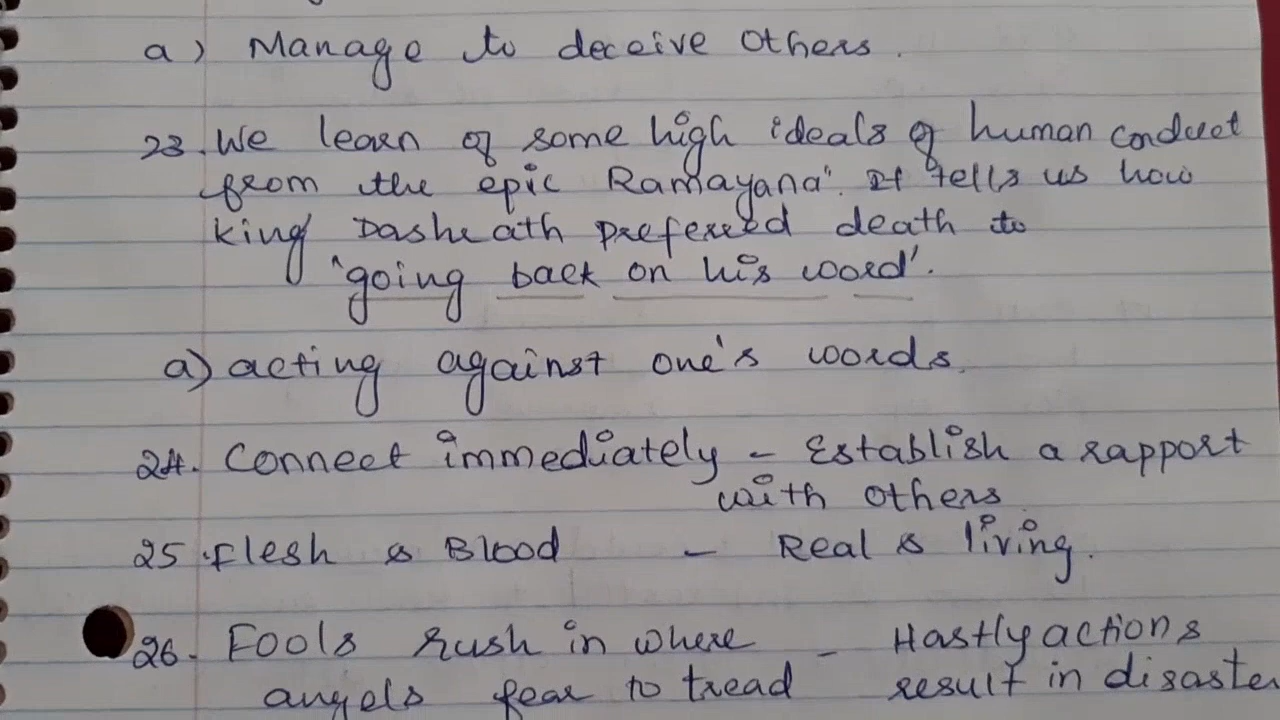 a) Manage to deceive others.
23. We learn of some high ideals of human conduct
from the epic Ramayana". It tells us how
king Dasherath preferred death to
'going back on his word'.
a) acting against one's words.
24. Connect immediately - Establish a rapport
with others
25. Flesh & Blood - Real & living.
26. Fools rush in where - Hastly actions
angels fear to tread result in disaster